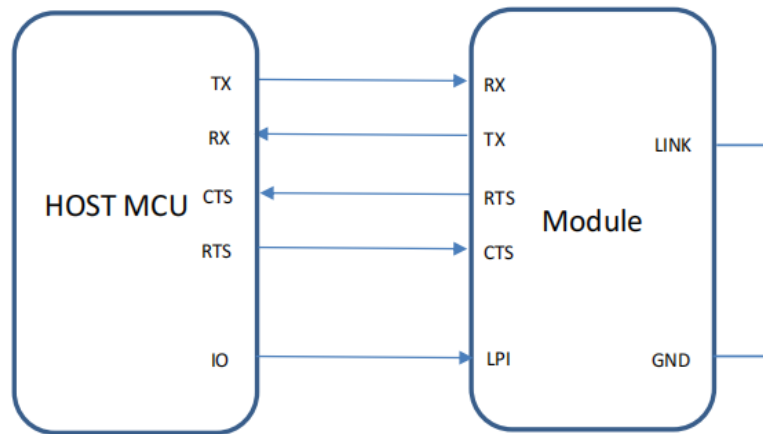 TX
RX
RX
TX
LINK
CTS
RTS
HOST MCU
Module
RTS
CTS
IO
LPI
GND